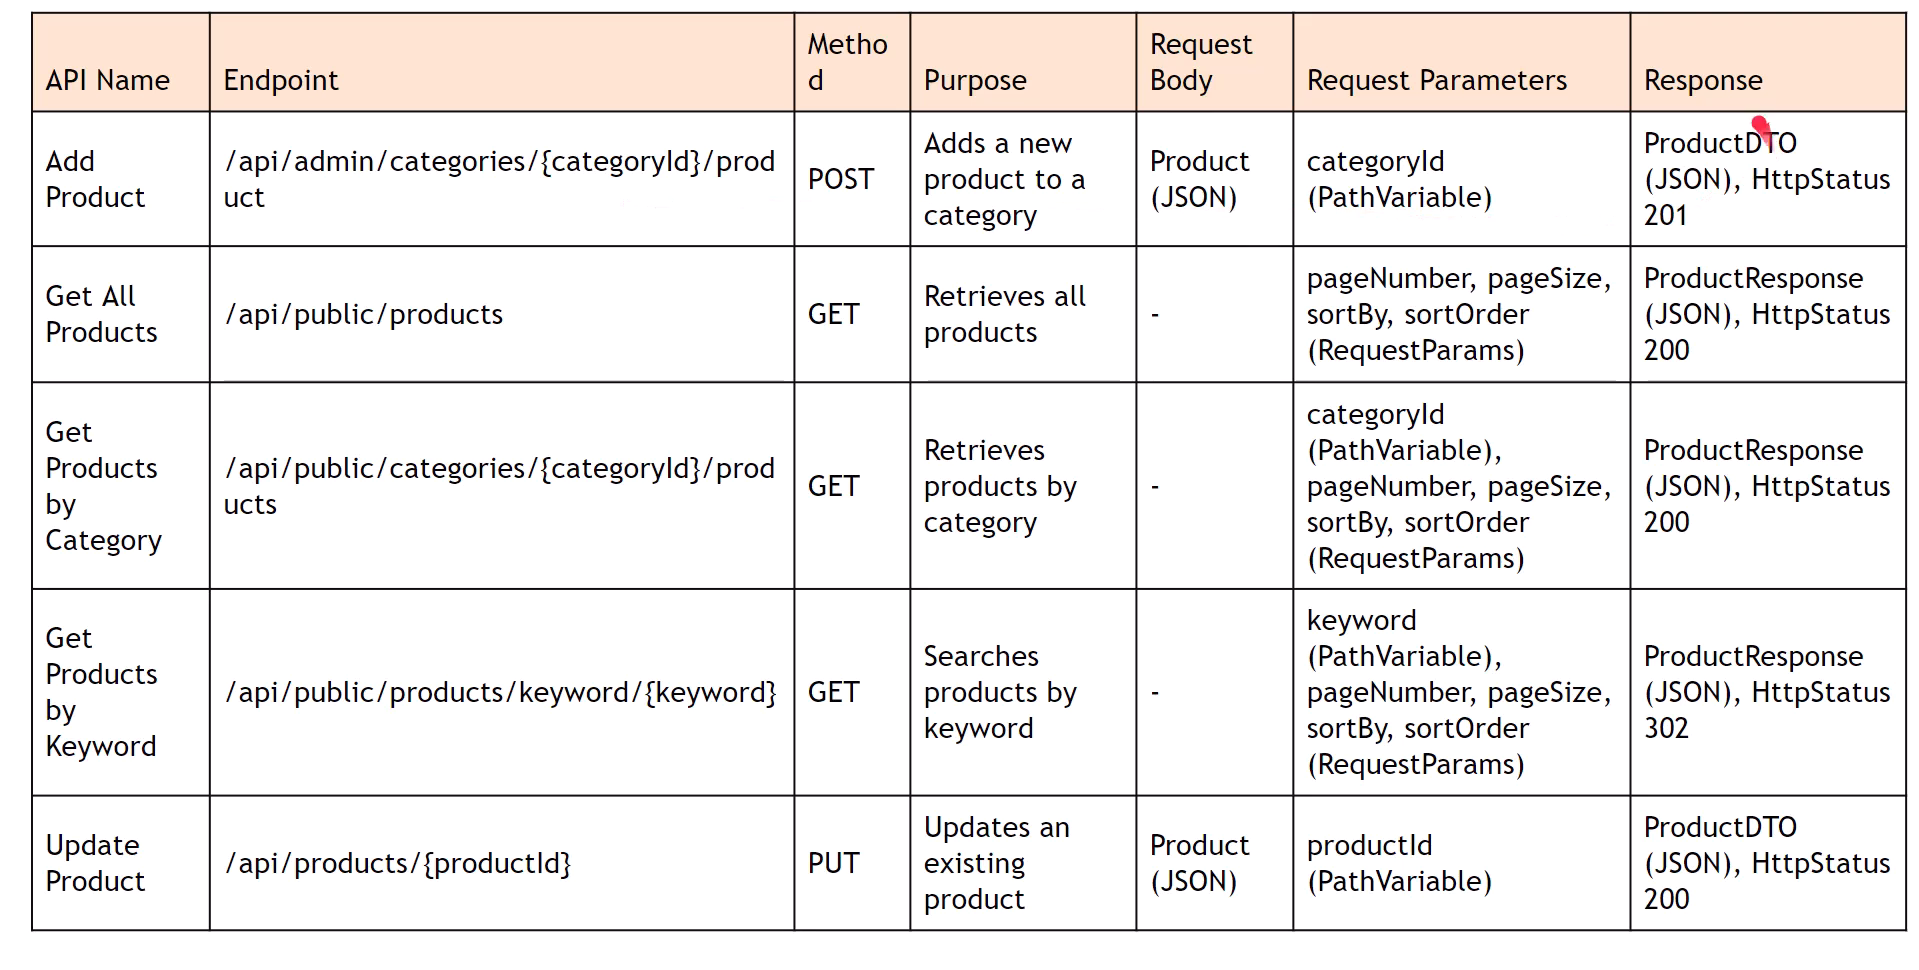 API Name
Endpoint
Metho
d
Purpose
Request
Body
Request Parameters
Response
Add
Product
/api/admin/categories/{categoryId}/prod
uct
POST
Adds a new
product to a
category
Product
(JSON)
categoryId
(PathVariable)
ProductDTO
(JSON), HttpStatus
201
Get All
Products
/api/public/products
GET
Retrieves all
products
-
pageNumber, pageSize,
sortBy, sortOrder
(RequestParams)
ProductResponse
(JSON), HttpStatus
200
Get
Products
by
Category
/api/public/categories/{categoryId}/prod
ucts
GET
Retrieves
products by
category
-
categoryId
(PathVariable),
pageNumber, pageSize,
sortBy, sortOrder
(RequestParams)
ProductResponse
(JSON), HttpStatus
200
Get
Products
by
Keyword
/api/public/products/keyword/{keyword}
GET
Searches
products by
keyword
-
keyword
(PathVariable),
pageNumber, pageSize,
sortBy, sortOrder
(RequestParams)
ProductResponse
(JSON), HttpStatus
302
Update
Product
/api/products/{productId}
PUT
Updates an
existing
product
Product
(JSON)
productId
(PathVariable)
ProductDTO
(JSON), HttpStatus
200